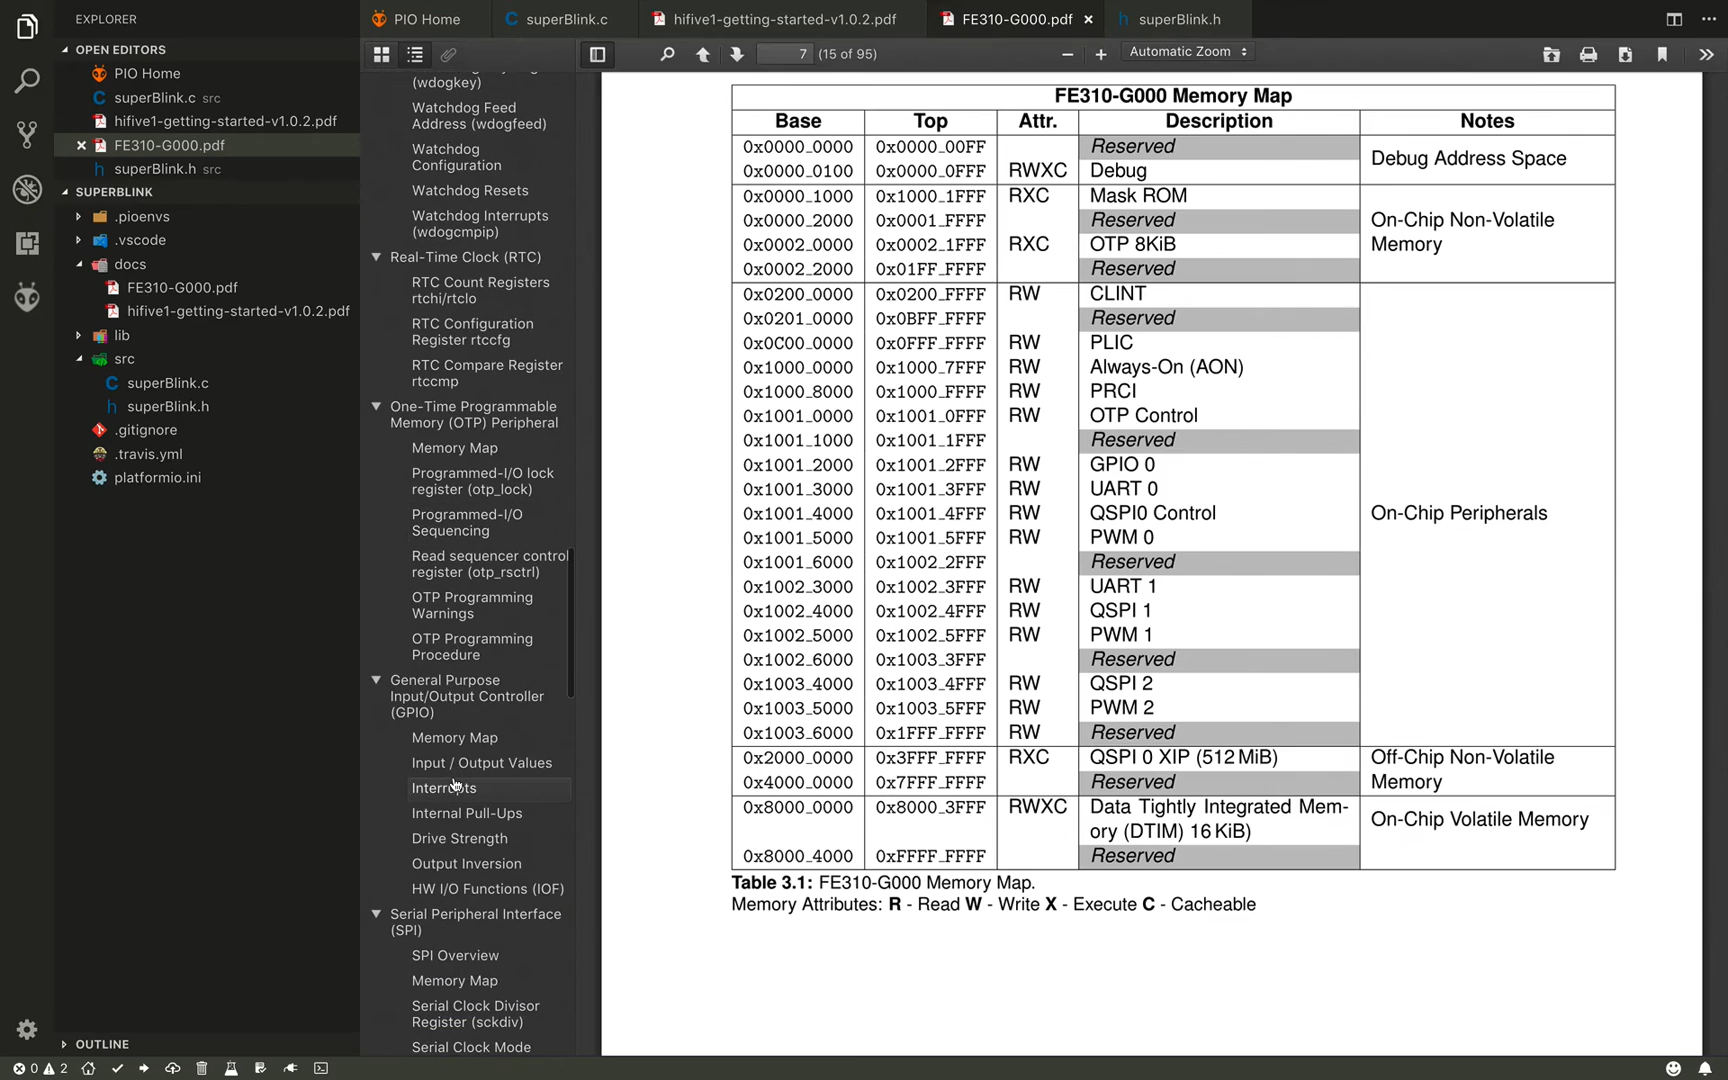 EXPLORER
OPEN EDITORS
PIO Home
superBlink.c src
hifive1-getting-started-v1.0.2.pdf
FE310-G000.pdf
superBlink.h src
SUPERBLINK
.pioenvs
.vscode
docs
FE310-G000.pdf
hifive1-getting-started-v1.0.2.pdf
lib
src
superBlink.c
superBlink.h
.gitignore
.travis.yml
platformio.ini
OUTLINE
0 2
PIO Home superBlink.c hifive1-getting-started-v1.0.2.pdf FE310-G000.pdf superBlink.h
7 (15 of 95) Automatic Zoom
(wdogkey)
Watchdog Feed
Address (wdogfeed)
Watchdog
Configuration
Watchdog Resets
Watchdog Interrupts
(wdogcmpip)
Real-Time Clock (RTC)
RTC Count Registers
rtchi/rtclo
RTC Configuration
Register rtccfg
RTC Compare Register
rtccmp
One-Time Programmable
Memory (OTP) Peripheral
Memory Map
Programmed-I/O lock
register (otp_lock)
Programmed-I/O
Sequencing
Read sequencer control
register (otp_rsctrl)
OTP Programming
Warnings
OTP Programming
Procedure
General Purpose
Input/Output Controller
(GPIO)
Memory Map
Input / Output Values
Interrupts
Internal Pull-Ups
Drive Strength
Output Inversion
HW I/O Functions (IOF)
Serial Peripheral Interface
(SPI)
SPI Overview
Memory Map
Serial Clock Divisor
Register (sckdiv)
Serial Clock Mode
FE310-G000 Memory Map
Base Top Attr. Description Notes
0x0000_0000 0x0000_00FF Reserved Debug Address Space
0x0000_0100 0x0000_0FFF RWXC Debug
0x0000_1000 0x1000_1FFF RXC Mask ROM
0x0000_2000 0x0001_FFFF Reserved On-Chip Non-Volatile
0x0002_0000 0x0002_1FFF RXC OTP 8KiB Memory
0x0002_2000 0x01FF_FFFF Reserved
0x0200_0000 0x0200_FFFF RW CLINT
0x0201_0000 0x0BFF_FFFF Reserved
0x0C00_0000 0x0FFF_FFFF RW PLIC
0x1000_0000 0x1000_7FFF RW Always-On (AON)
0x1000_8000 0x1000_FFFF RW PRCI
0x1001_0000 0x1001_0FFF RW OTP Control
0x1001_1000 0x1001_1FFF Reserved
0x1001_2000 0x1001_2FFF RW GPIO 0
0x1001_3000 0x1001_3FFF RW UART 0
0x1001_4000 0x1001_4FFF RW QSPI0 Control On-Chip Peripherals
0x1001_5000 0x1001_5FFF RW PWM 0
0x1001_6000 0x1002_2FFF Reserved
0x1002_3000 0x1002_3FFF RW UART 1
0x1002_4000 0x1002_4FFF RW QSPI 1
0x1002_5000 0x1002_5FFF RW PWM 1
0x1002_6000 0x1003_3FFF Reserved
0x1003_4000 0x1003_4FFF RW QSPI 2
0x1003_5000 0x1003_5FFF RW PWM 2
0x1003_6000 0x1FFF_FFFF RW Reserved
0x2000_0000 0x3FFF_FFFF RXC QSPI 0 XIP (512 MiB) Off-Chip Non-Volatile
0x4000_0000 0x7FFF_FFFF Reserved Memory
0x8000_0000 0x8000_3FFF RWXC Data Tightly Integrated Mem-
ory (DTIM) 16 KiB) On-Chip Volatile Memory
0x8000_4000 0xFFFF_FFFF Reserved
Table 3.1: FE310-G000 Memory Map.
Memory Attributes: R - Read W - Write X - Execute C - Cacheable